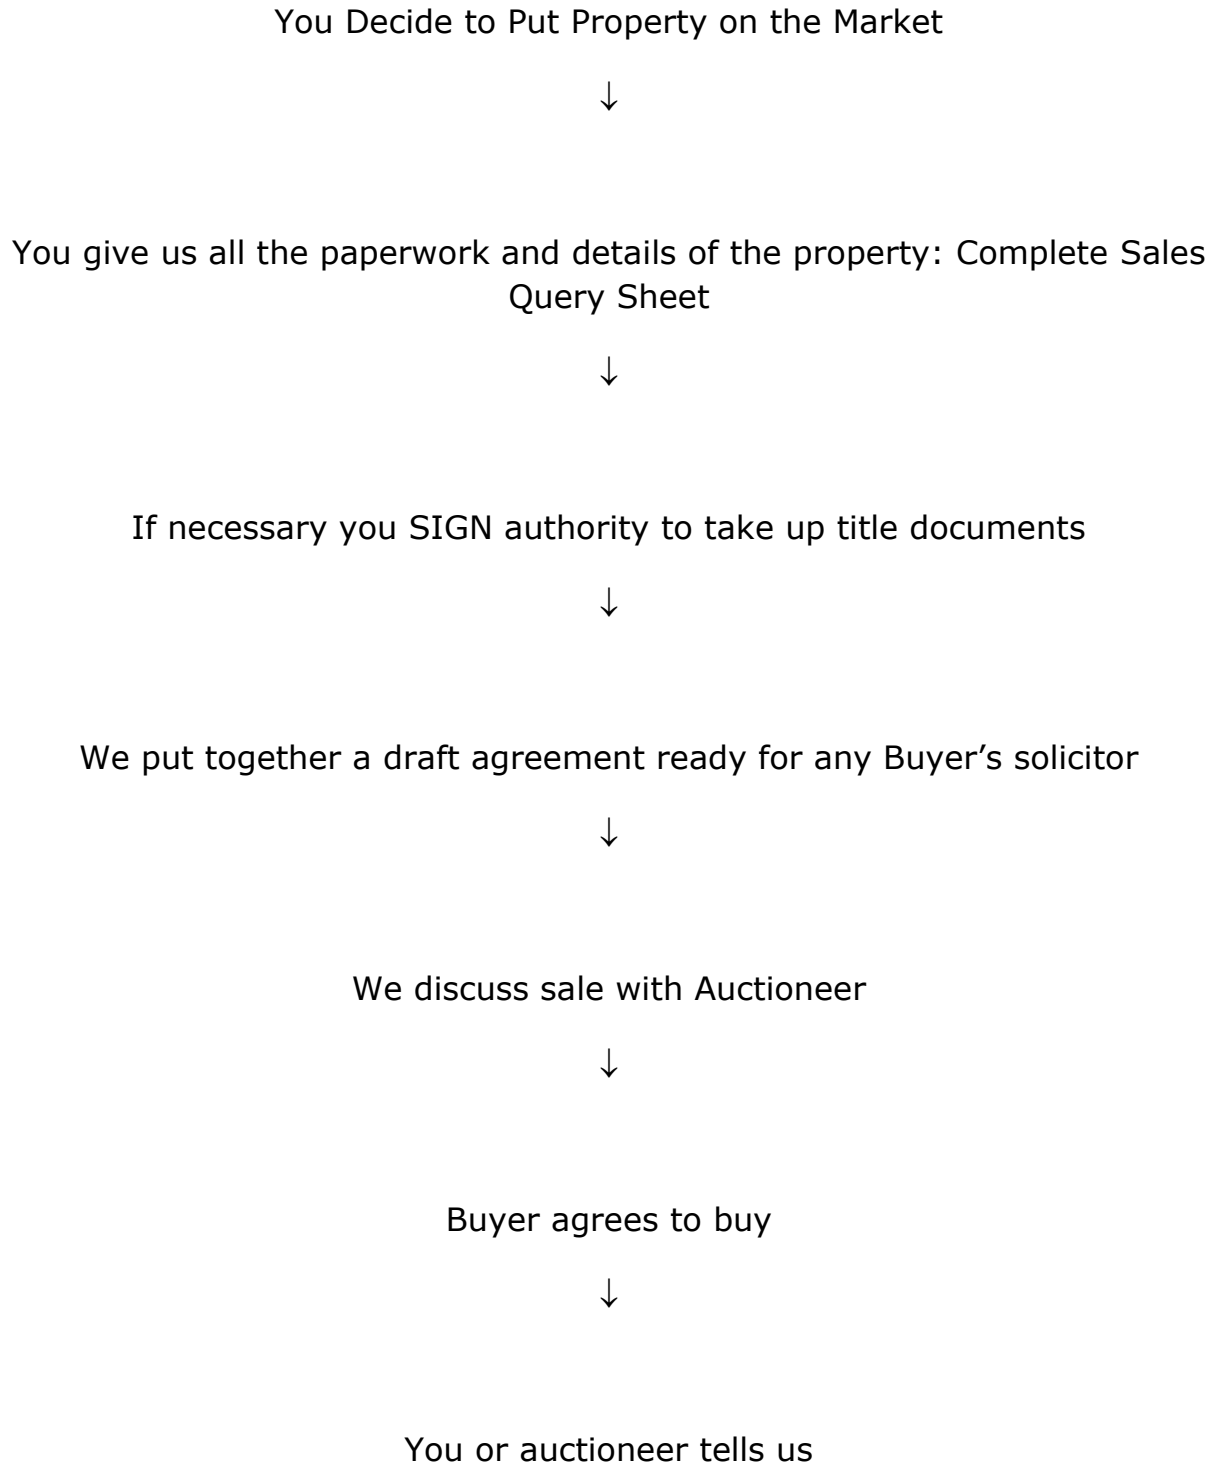 You Decide to Put Property on the Market
↓
You give us all the paperwork and details of the property: Complete Sales
Query Sheet
↓
If necessary you SIGN authority to take up title documents
↓
We put together a draft agreement ready for any Buyer’s solicitor
↓
We discuss sale with Auctioneer
↓
Buyer agrees to buy
↓
You or auctioneer tells us